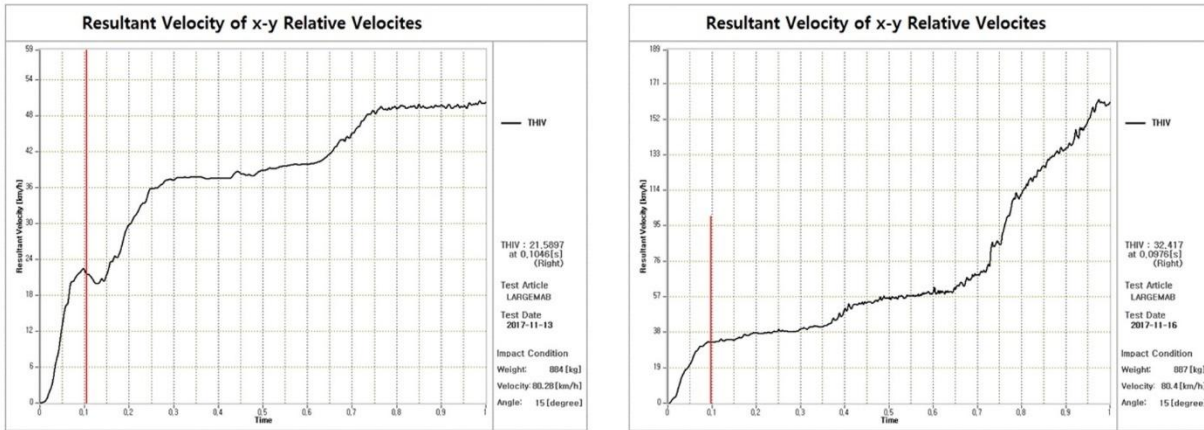 Resultant Velocity of x-y Relative Velocites
59
54
48
42
36
30
24
18
12
6
0
Resultant Velocity [km/h]
0
0,1
0,2
0,3
0,4
0,5
0,6
0,7
0,8
0,9
1
Time
THIV
THIV : 21,5897
at 0,1046[s]
(Right)
Test Article
LARGEMAB
Test Date
2017-11-13
Impact Condition
Weight: 884 [kg]
Velocity: 80.28 [km/h]
Angle: 15 [degree]
Resultant Velocity of x-y Relative Velocites
189
171
152
133
114
95
76
57
38
19
0
Resultant Velocity [km/h]
0
0,1
0,2
0,3
0,4
0,5
0,6
0,7
0,8
0,9
1
Time
THIV
THIV : 32,417
at 0,0976[s]
(Right)
Test Article
LARGEMAB
Test Date
2017-11-16
Impact Condition
Weight: 887 [kg]
Velocity: 80.4 [km/h]
Angle: 15 [degree]